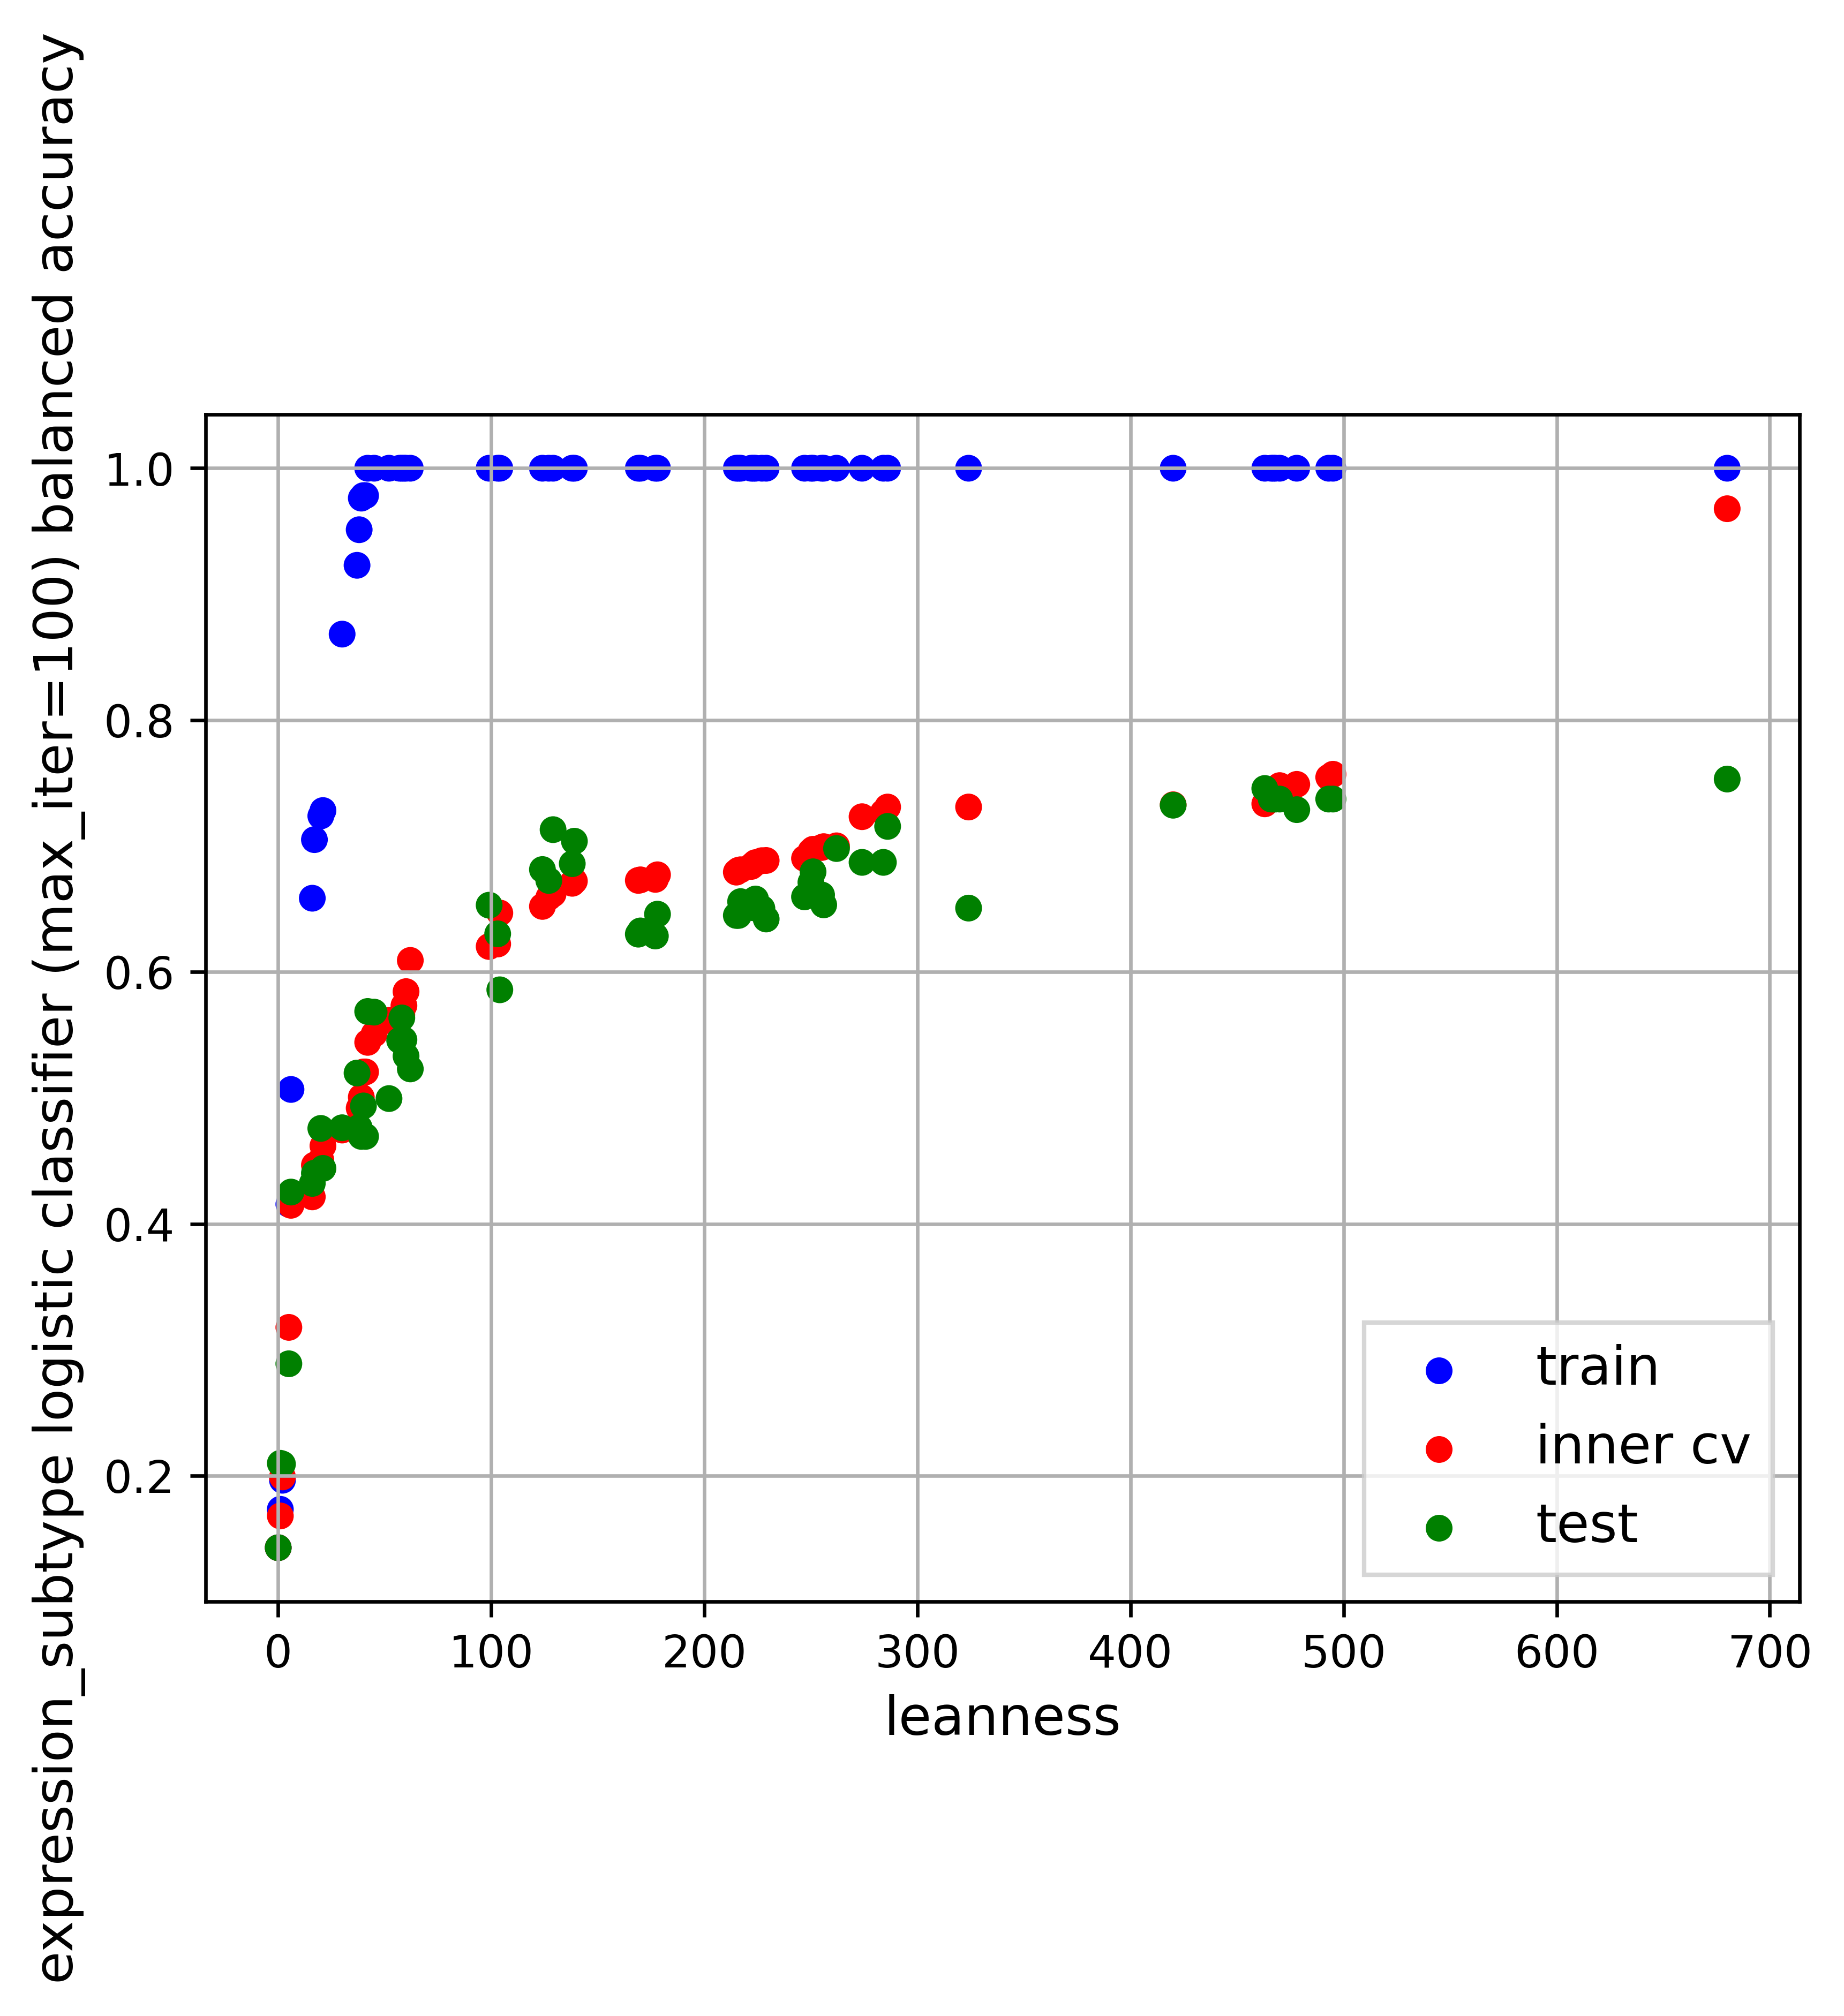 expression_subtype logistic classifier (max_iter=100) balanced accuracy
1.0
0.8
0.6
0.4
0.2
0 100 200 300 400 500 600 700
leanness
train
inner cv
test